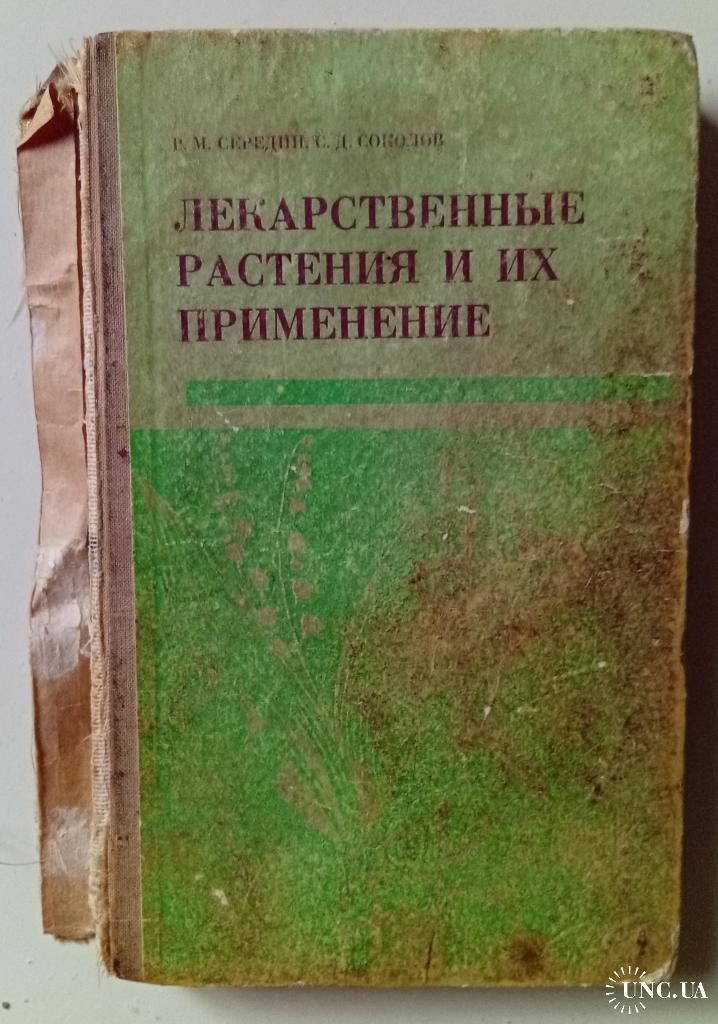 Р. М. СЕРЕДИН, С. Д. СОКОЛОВ
ЛЕКАРСТВЕННЫЕ
РАСТЕНИЯ И ИХ
ПРИМЕНЕНИЕ
UNC.UA